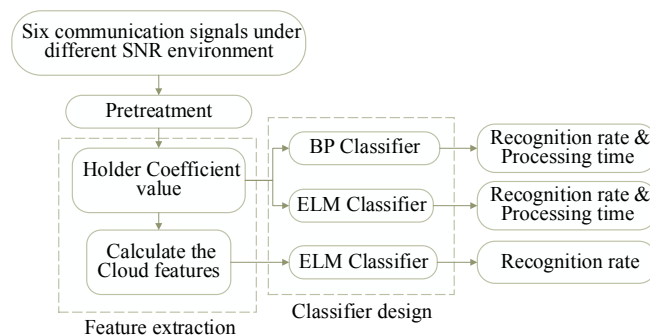 Six communication signals under
different SNR environment
Pretreatment
Holder Coefficient
value
Calculate the
Cloud features
Feature extraction
BP Classifier
ELM Classifier
ELM Classifier
Classifier design
Recognition rate &
Processing time
Recognition rate &
Processing time
Recognition rate